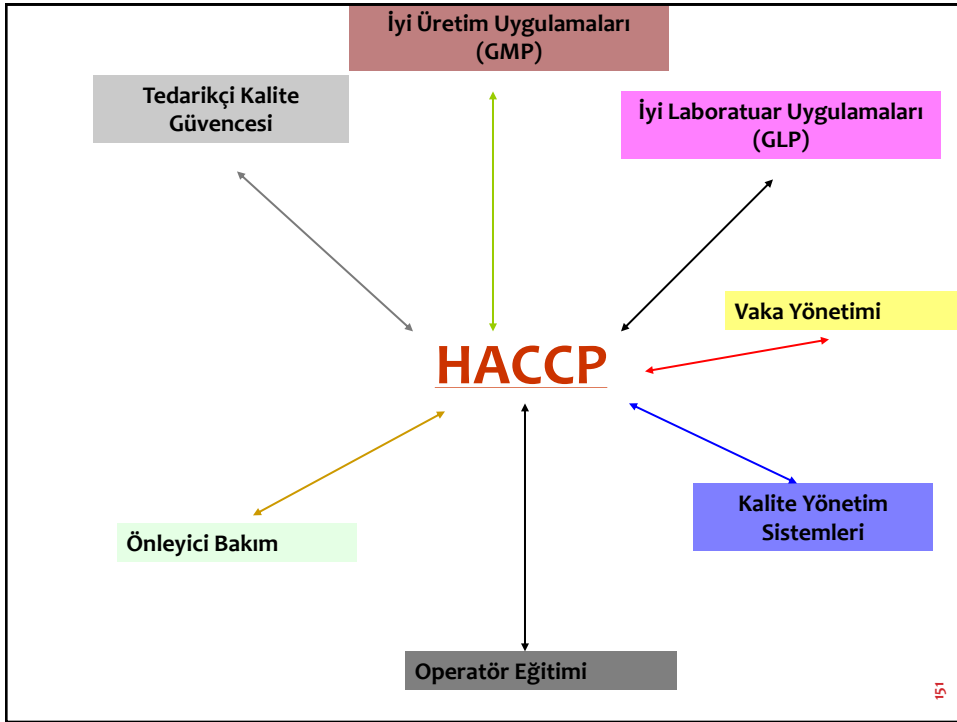 İyi Üretim Uygulamaları
(GMP)
Tedarikçi Kalite
Güvencesi
İyi Laboratuar Uygulamaları
(GLP)
Vaka Yönetimi
HACCP
Kalite Yönetim
Sistemleri
Önleyici Bakım
Operatör Eğitimi
151